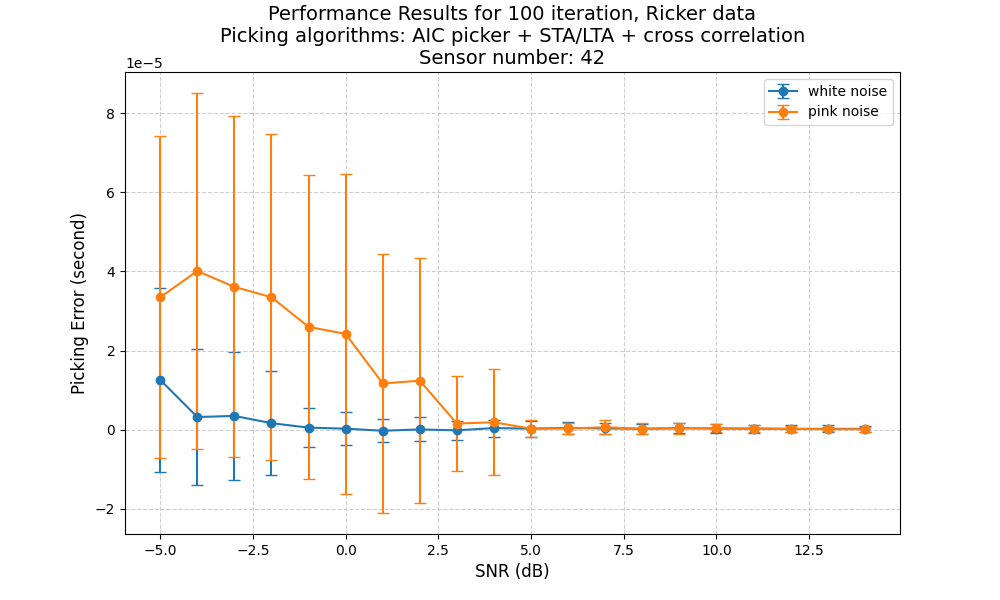 Performance Results for 100 iteration, Ricker data
Picking algorithms: AIC picker + STA/LTA + cross correlation
Sensor number: 42
1e−5
white noise
pink noise
8
6
4
2
0
−2
Picking Error (second)
−5.0 −2.5 0.0 2.5 5.0 7.5 10.0 12.5
SNR (dB)